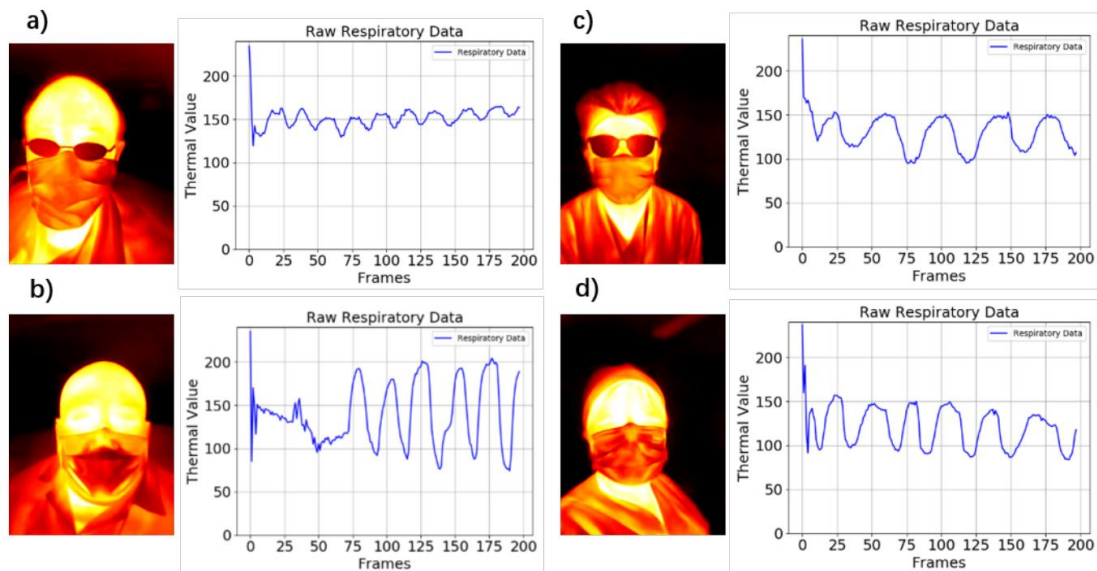 a)
Raw Respiratory Data
Respiratory Data
Thermal Value
200
150
100
50
0
0 25 50 75 100 125 150 175 200
Frames
c)
Raw Respiratory Data
Respiratory Data
Thermal Value
200
150
100
50
0
0 25 50 75 100 125 150 175 200
Frames
b)
Raw Respiratory Data
Respiratory Data
Thermal Value
200
150
100
50
0
0 25 50 75 100 125 150 175 200
Frames
d)
Raw Respiratory Data
Respiratory Data
Thermal Value
200
150
100
50
0
0 25 50 75 100 125 150 175 200
Frames